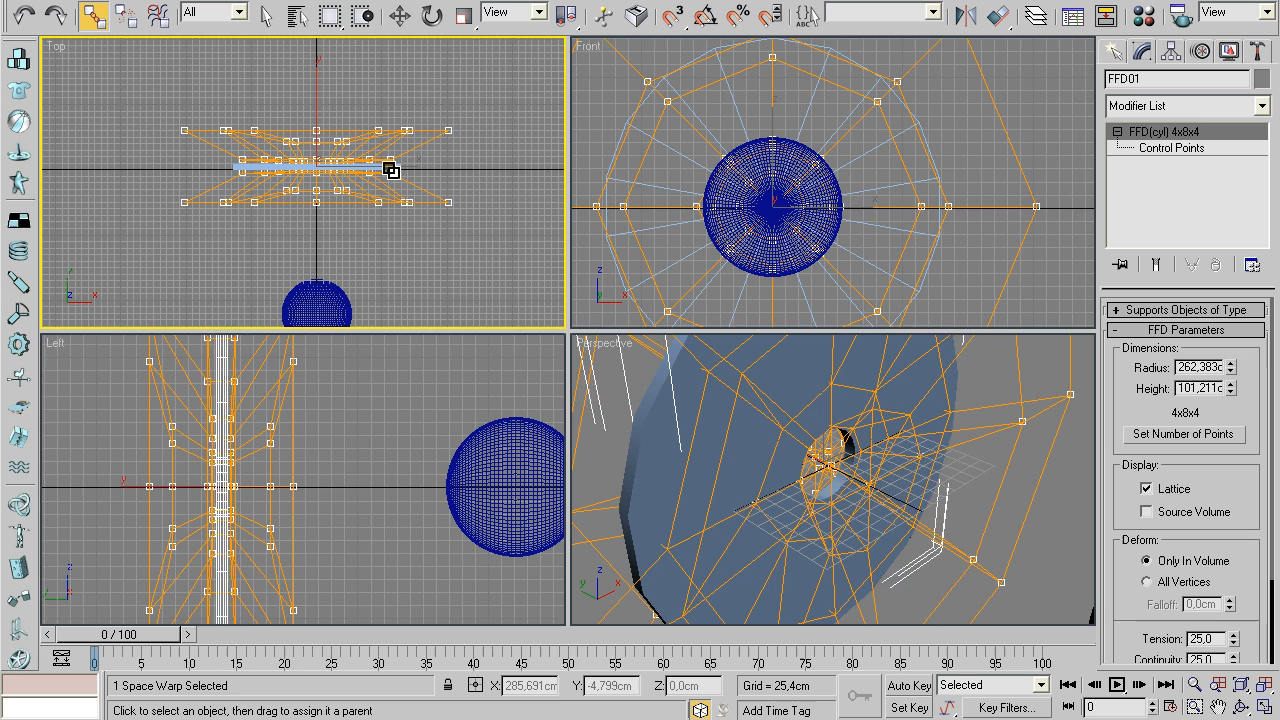 All
View
3
%
View
Top
Front
Left
Perspective
y
x
y
z
x
z
x
y
x
z
y
x
y
z
y
z
y
x
FFD01
Modifier List
FFD(cyl) 4x8x4
Control Points
+ Supports Objects of Type
- FFD Parameters
Dimensions:
Radius: 262,383c
Height: 101,211c
4x8x4
Set Number of Points
Display:
Lattice
Source Volume
Deform:
Only In Volume
All Vertices
Falloff: 0,0cm
Tension: 25,0
Continuity: 25,0
< 0 / 100 >
0 5 10 15 20 25 30 35 40 45 50 55 60 65 70 75 80 85 90 95 100
1 Space Warp Selected
X: 285,691cm
Y: -4,799cm
Z: 0,0cm
Grid = 25,4cm
Auto Key
Selected
Click to select an object, then drag to assign it a parent
Add Time Tag
Set Key
Key Filters...
0